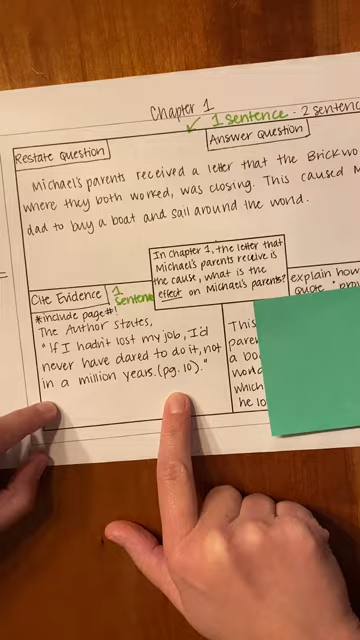 Chapter 1
✓ 1 sentence - 2 sentenc
Restate Question
Answer Question
Michael's parents received a letter that the Brickwo
where they both worked, was closing. This caused M
dad to buy a boat and sail around the world.
In Chapter 1, the letter that
Michael's parents receive is
the cause, what is the
effect on Michael's parents?
Cite Evidence
1 sentence
*include page#!
The Author states,
"If I hadn't lost my job, I'd
never have dared to do it, not
in a million years.(pg. 10)."
explain how
quote "prov
This
paren
a bo
which
he lo